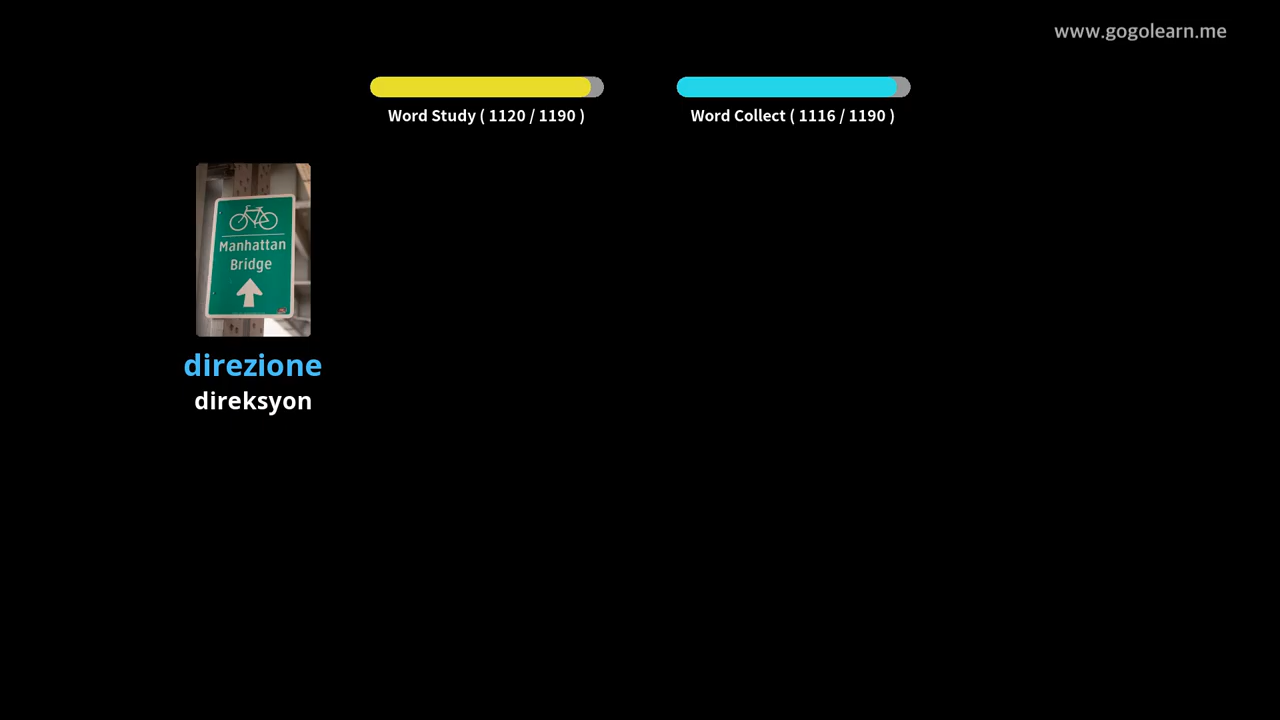 www.gogolearn.me
Word Study ( 1120 / 1190 )
Word Collect ( 1116 / 1190 )
Manhattan
Bridge
direzione
direksyon